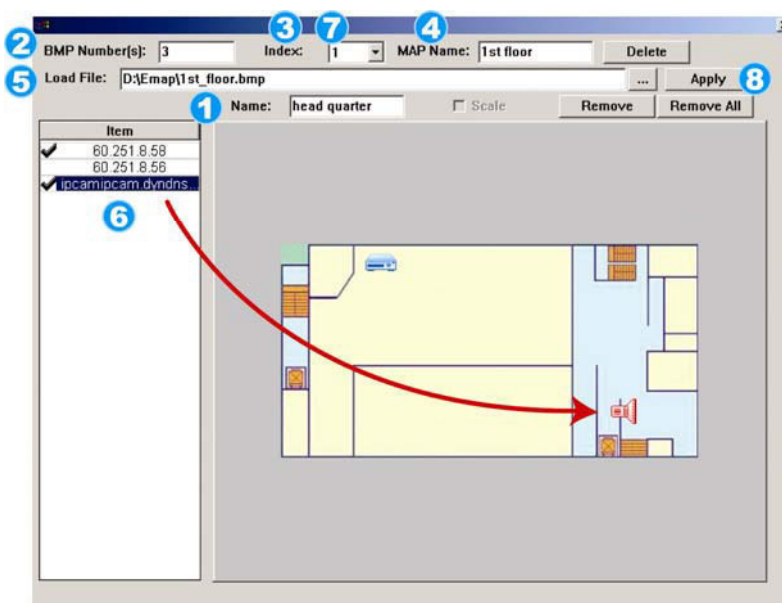 3 7 4
2 BMP Number(s): 3 Index: 1 MAP Name: 1st floor Delete
5 Load File: D:\Emap\1st_floor.bmp ... Apply 8
1 Name: head quarter Scale Remove Remove All
Item
60.251.8.58
60.251.8.56
ipcamipcam.dyndns...
6